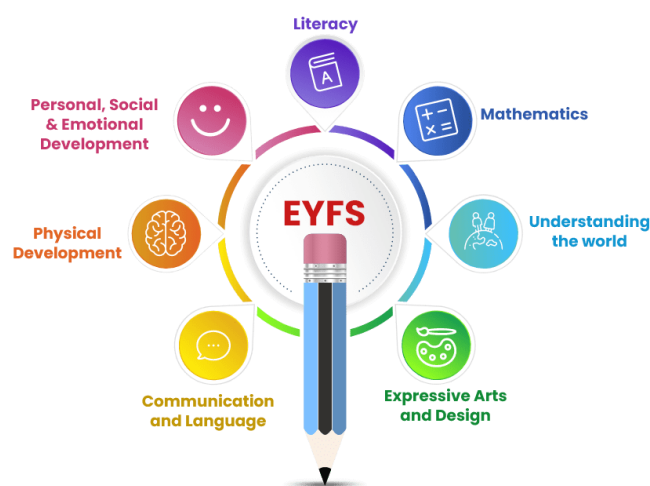 Literacy
Personal, Social
& Emotional
Development
Mathematics
EYFS
Physical
Development
Understanding
the world
Communication
and Language
Expressive Arts
and Design
A